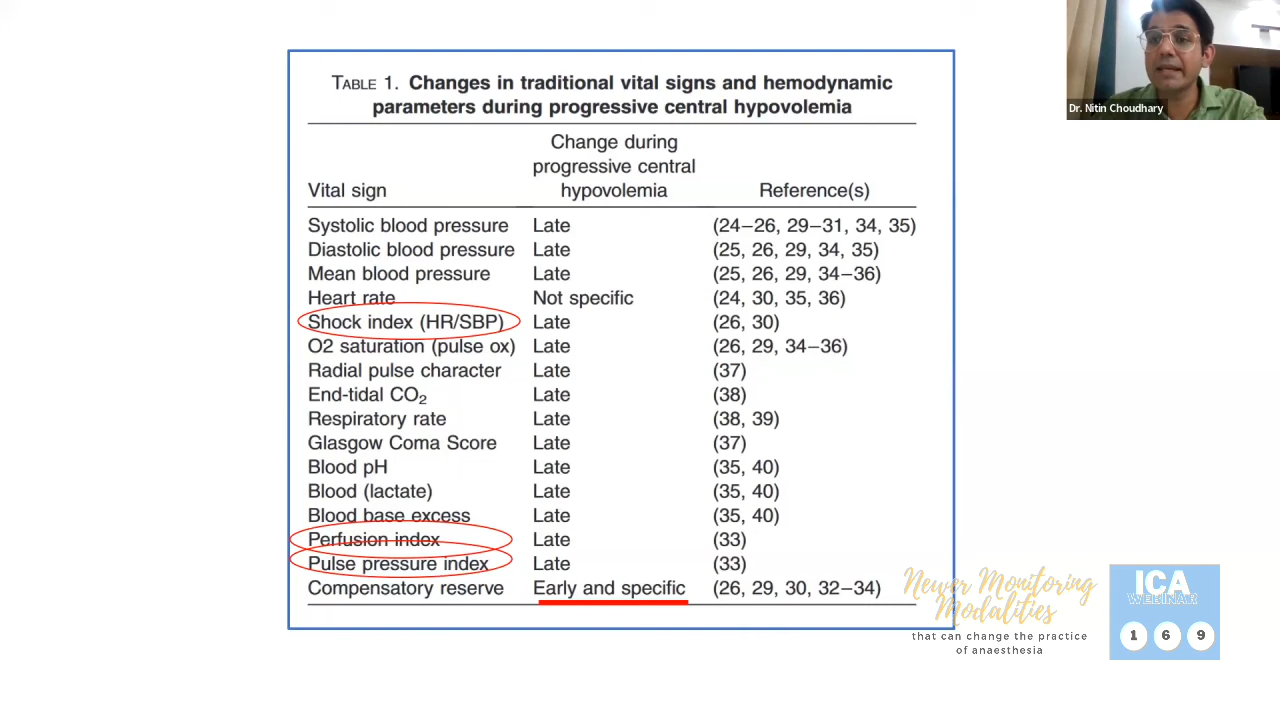 Dr. Nitin Choudhary
TABLE 1. Changes in traditional vital signs and hemodynamic
parameters during progressive central hypovolemia
Change during
progressive central
Vital sign hypovolemia Reference(s)
Systolic blood pressure Late (24–26, 29–31, 34, 35)
Diastolic blood pressure Late (25, 26, 29, 34, 35)
Mean blood pressure Late (25, 26, 29, 34–36)
Heart rate Not specific (24, 30, 35, 36)
Shock index (HR/SBP) Late (26, 30)
O2 saturation (pulse ox) Late (26, 29, 34–36)
Radial pulse character Late (37)
End-tidal CO₂ Late (38)
Respiratory rate Late (38, 39)
Glasgow Coma Score Late (37)
Blood pH Late (35, 40)
Blood (lactate) Late (35, 40)
Blood base excess Late (35, 40)
Perfusion index Late (33)
Pulse pressure index Late (33)
Compensatory reserve Early and specific (26, 29, 30, 32–34)
Newer Monitoring
Modalities
that can change the practice
of anaesthesia
ICA
WEBINAR
1 6 9